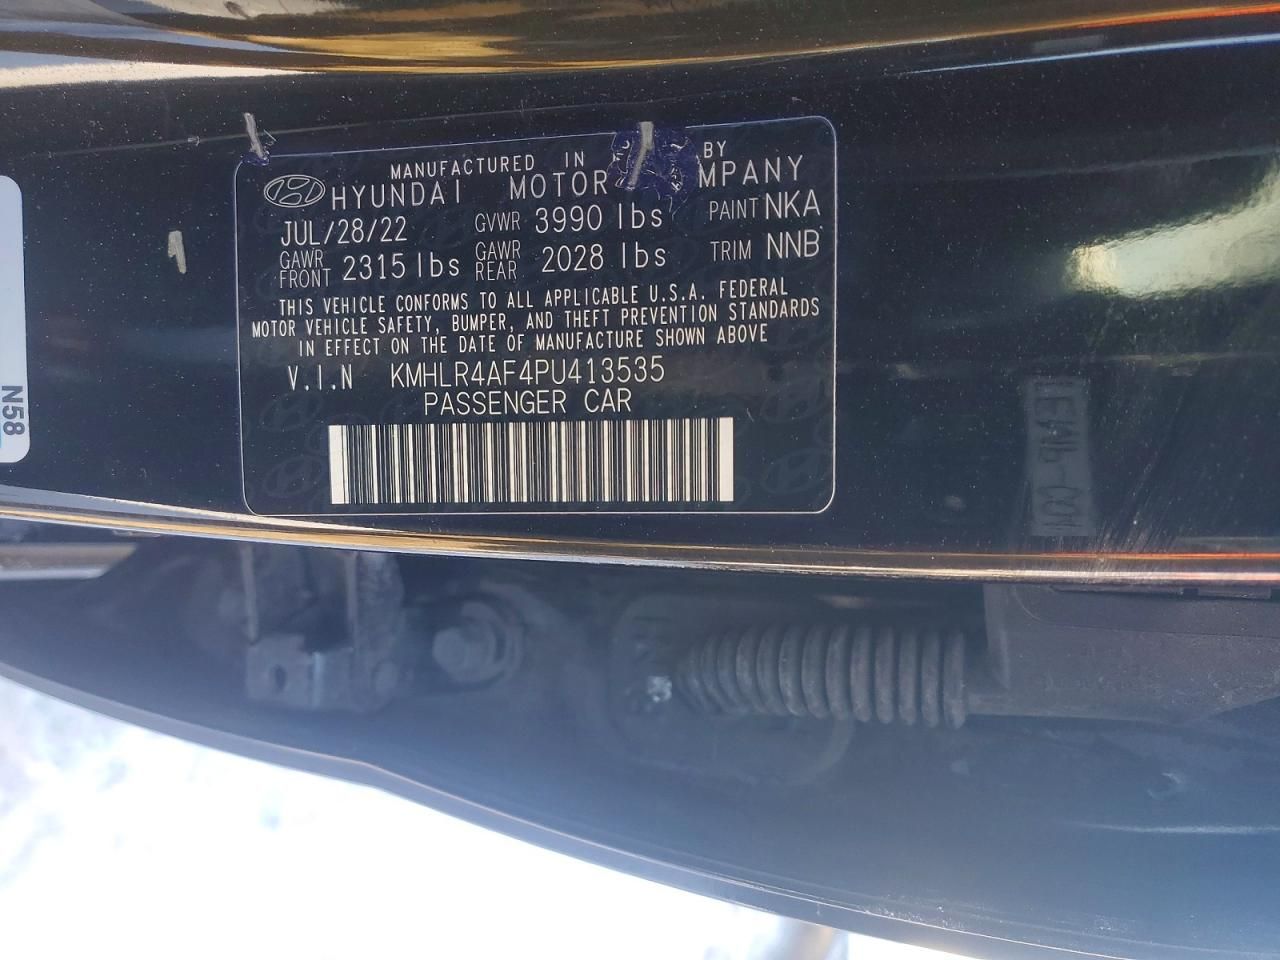 MANUFACTURED IN BY
HYUNDAI MOTOR MPANY
JUL/28/22 GVWR 3990 lbs PAINT NKA
GAWR FRONT 2315 lbs GAWR REAR 2028 lbs TRIM NNB
THIS VEHICLE CONFORMS TO ALL APPLICABLE U.S.A. FEDERAL
MOTOR VEHICLE SAFETY, BUMPER, AND THEFT PREVENTION STANDARDS
IN EFFECT ON THE DATE OF MANUFACTURE SHOWN ABOVE
V.I.N KMHLR4AF4PU413535
PASSENGER CAR
N58